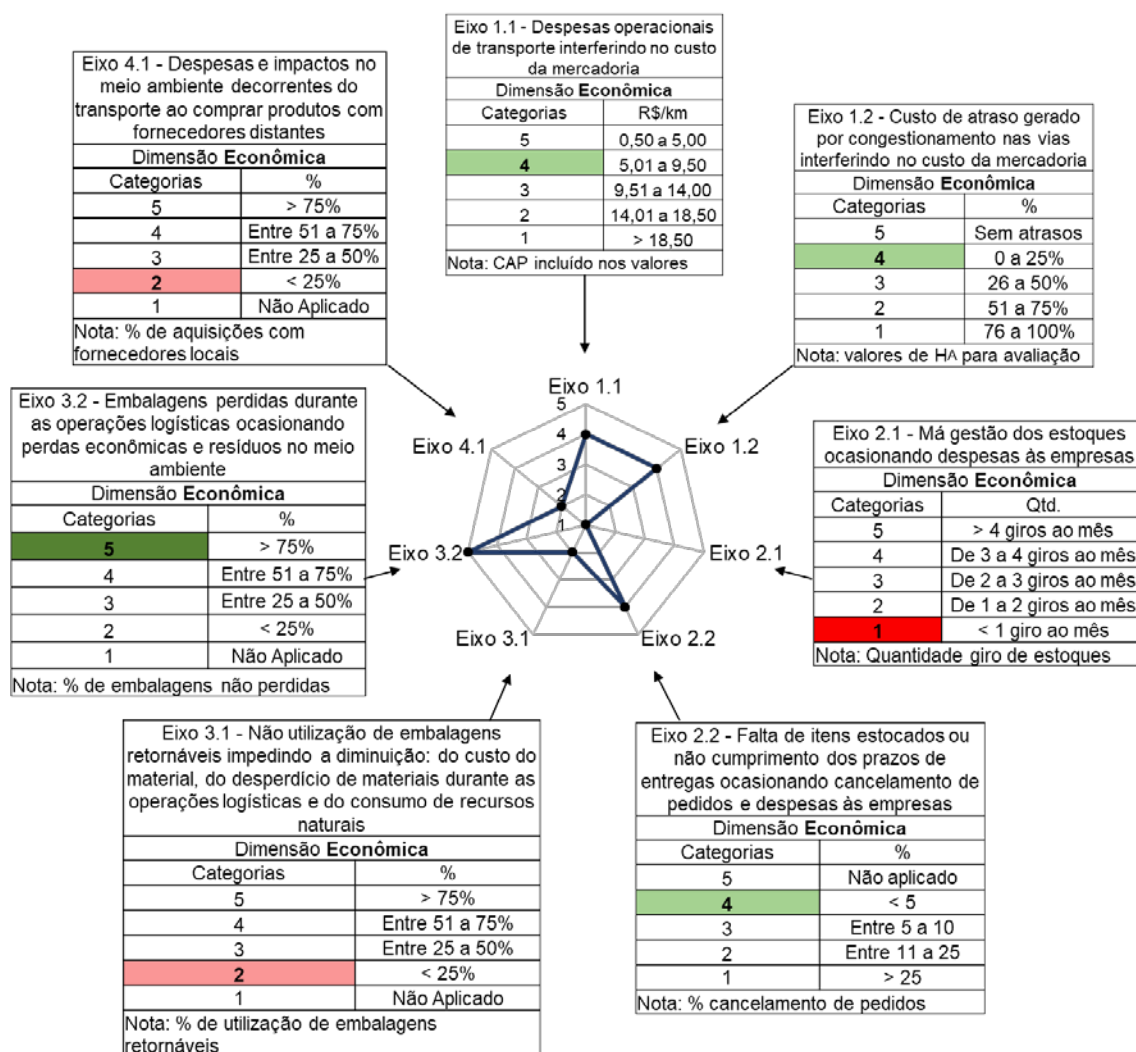 Eixo 1.1 - Despesas operacionais
de transporte interferindo no custo
da mercadoria
Dimensão Econômica
Categorias R$/km
5 0,50 a 5,00
4 5,01 a 9,50
3 9,51 a 14,00
2 14,01 a 18,50
1 > 18,50
Nota: CAP incluído nos valores
Eixo 4.1 - Despesas e impactos no
meio ambiente decorrentes do
transporte ao comprar produtos com
fornecedores distantes
Dimensão Econômica
Categorias %
5 > 75%
4 Entre 51 a 75%
3 Entre 25 a 50%
2 < 25%
1 Não Aplicado
Nota: % de aquisições com
fornecedores locais
Eixo 1.2 - Custo de atraso gerado
por congestionamento nas vias
interferindo no custo da mercadoria
Dimensão Econômica
Categorias %
5 Sem atrasos
4 0 a 25%
3 26 a 50%
2 51 a 75%
1 76 a 100%
Nota: valores de HA para avaliação
Eixo 3.2 - Embalagens perdidas durante
as operações logísticas ocasionando
perdas econômicas e resíduos no meio
ambiente
Dimensão Econômica
Categorias %
5 > 75%
4 Entre 51 a 75%
3 Entre 25 a 50%
2 < 25%
1 Não Aplicado
Nota: % de embalagens não perdidas
Eixo 1.1
Eixo 4.1
Eixo 1.2
Eixo 3.2
Eixo 2.1
Eixo 3.1
Eixo 2.2
5
4
3
2
1
Eixo 2.1 - Má gestão dos estoques
ocasionando despesas às empresas
Dimensão Econômica
Categorias Qtd.
5 > 4 giros ao mês
4 De 3 a 4 giros ao mês
3 De 2 a 3 giros ao mês
2 De 1 a 2 giros ao mês
1 < 1 giro ao mês
Nota: Quantidade giro de estoques
Eixo 3.1 - Não utilização de embalagens
retornáveis impedindo a diminuição: do custo do
material, do desperdício de materiais durante as
operações logísticas e do consumo de recursos
naturais
Dimensão Econômica
Categorias %
5 > 75%
4 Entre 51 a 75%
3 Entre 25 a 50%
2 < 25%
1 Não Aplicado
Nota: % de utilização de embalagens
retornáveis
Eixo 2.2 - Falta de itens estocados ou
não cumprimento dos prazos de
entregas ocasionando cancelamento de
pedidos e despesas às empresas
Dimensão Econômica
Categorias %
5 Não aplicado
4 < 5
3 Entre 5 a 10
2 Entre 11 a 25
1 > 25
Nota: % cancelamento de pedidos